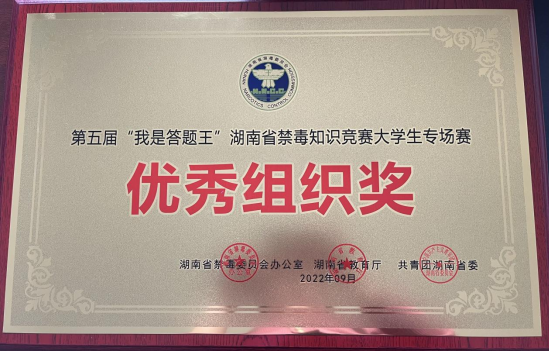 N.N.C.C
第五届“我是答题王”湖南省禁毒知识竞赛大学生专场赛
优秀组织奖
湖南省禁毒委员会办公室 湖南省教育厅 共青团湖南省委
2022年09月